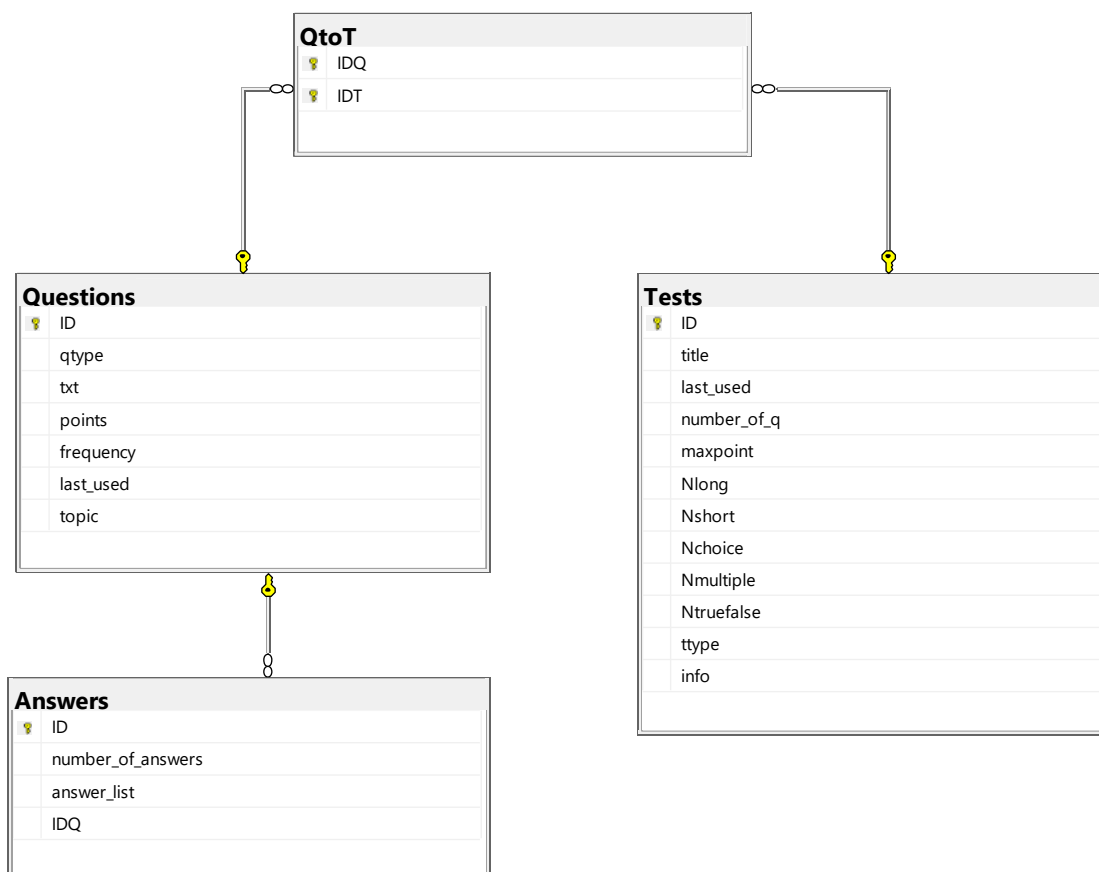 QtoT
IDQ
IDT
Questions
ID
qtype
txt
points
frequency
last_used
topic
Tests
ID
title
last_used
number_of_q
maxpoint
Nlong
Nshort
Nchoice
Nmultiple
Ntruefalse
ttype
info
Answers
ID
number_of_answers
answer_list
IDQ